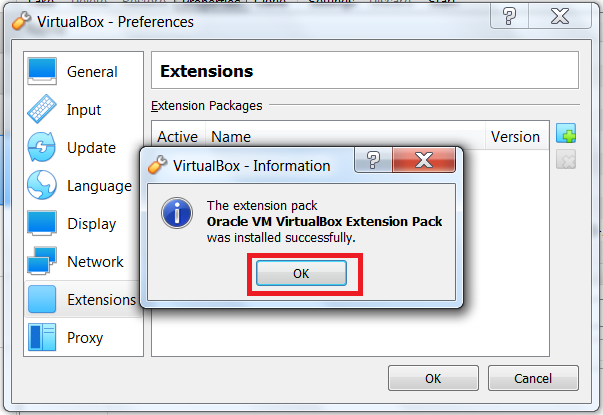 VirtualBox - Preferences
General
Input
Update
Language
Display
Network
Extensions
Proxy
Extensions
Extension Packages
Active Name Version
VirtualBox - Information
The extension pack
Oracle VM VirtualBox Extension Pack
was installed successfully.
OK
OK Cancel